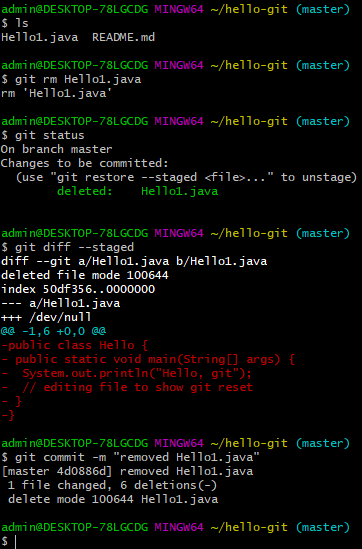 admin@DESKTOP-78LGCDG MINGW64 ~/hello-git (master)
$ ls
Hello1.java  README.md
admin@DESKTOP-78LGCDG MINGW64 ~/hello-git (master)
$ git rm Hello1.java
rm 'Hello1.java'
admin@DESKTOP-78LGCDG MINGW64 ~/hello-git (master)
$ git status
On branch master
Changes to be committed:
  (use "git restore --staged <file>..." to unstage)
        deleted:    Hello1.java
admin@DESKTOP-78LGCDG MINGW64 ~/hello-git (master)
$ git diff --staged
diff --git a/Hello1.java b/Hello1.java
deleted file mode 100644
index 50df356..0000000
--- a/Hello1.java
+++ /dev/null
@@ -1,6 +0,0 @@
-public class Hello {
- public static void main(String[] args) {
-  System.out.println("Hello, git");
-  // editing file to show git reset
- }
-}
admin@DESKTOP-78LGCDG MINGW64 ~/hello-git (master)
$ git commit -m "removed Hello1.java"
[master 4d0886d] removed Hello1.java
 1 file changed, 6 deletions(-)
 delete mode 100644 Hello1.java
admin@DESKTOP-78LGCDG MINGW64 ~/hello-git (master)
$